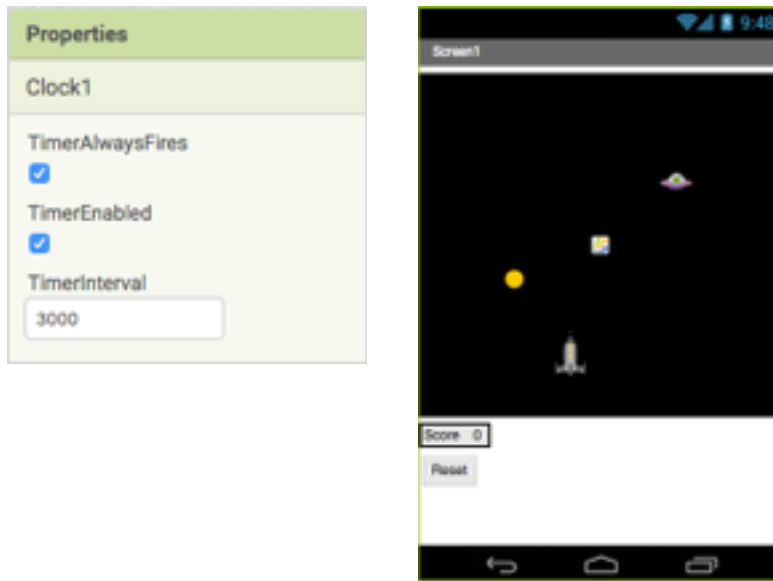 Properties
Clock1
TimerAlwaysFires
TimerEnabled
TimerInterval
3000
9:48
Screen1
Score 0
Reset